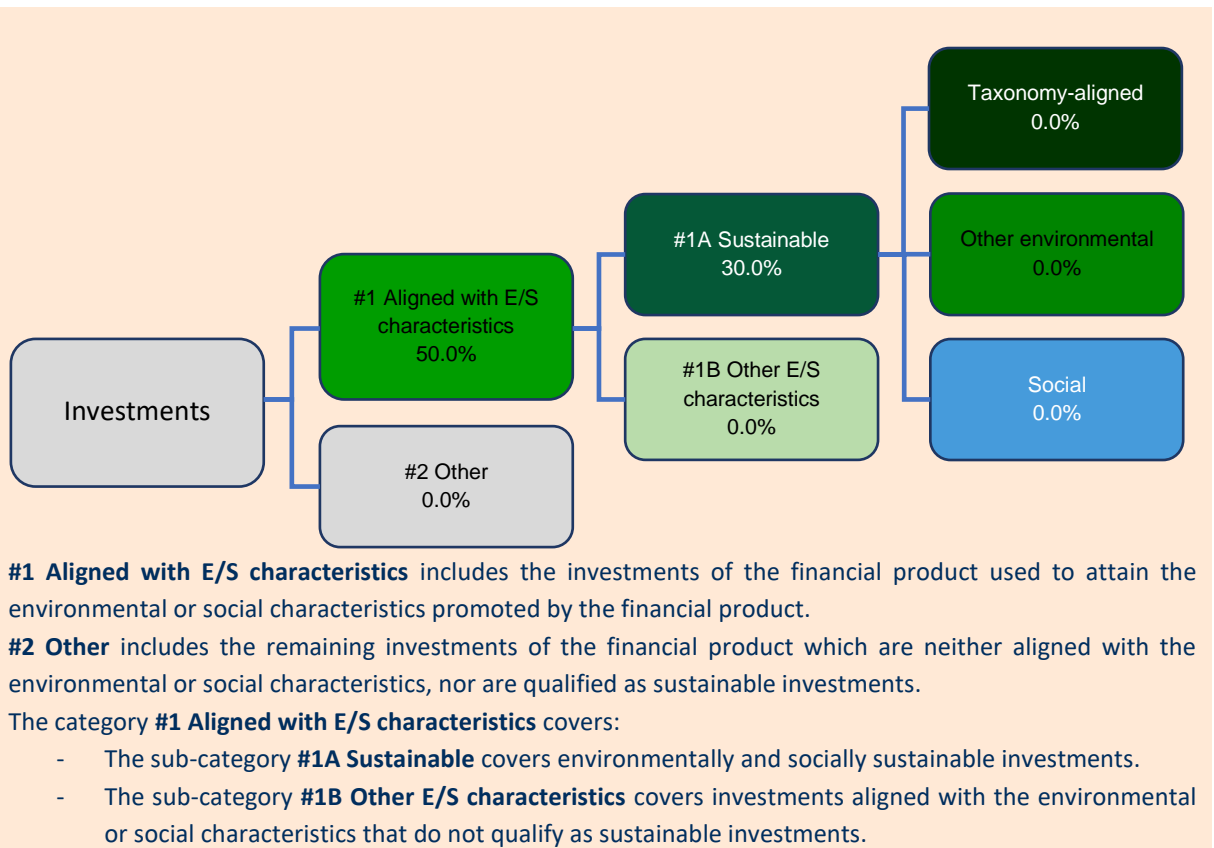 Taxonomy-aligned
0.0%
#1A Sustainable
30.0%
Other environmental
0.0%
#1 Aligned with E/S
characteristics
50.0%
#1B Other E/S
characteristics
0.0%
Social
0.0%
Investments
#2 Other
0.0%
#1 Aligned with E/S characteristics includes the investments of the financial product used to attain the
environmental or social characteristics promoted by the financial product.
#2 Other includes the remaining investments of the financial product which are neither aligned with the
environmental or social characteristics, nor are qualified as sustainable investments.
The category #1 Aligned with E/S characteristics covers:
- The sub-category #1A Sustainable covers environmentally and socially sustainable investments.
- The sub-category #1B Other E/S characteristics covers investments aligned with the environmental
or social characteristics that do not qualify as sustainable investments.